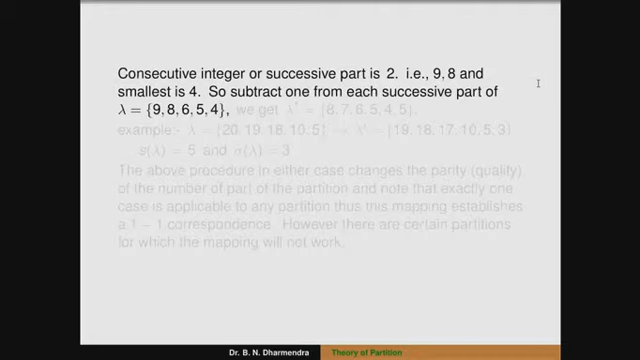 Consecutive integer or successive part is 2. i.e., 9, 8 and
smallest is 4. So subtract one from each successive part of
λ = {9, 8, 6, 5, 4}, we get λ' = {8, 7, 6, 5, 4, 5}.
example:- λ = {20, 19, 18, 10, 5} → λ' = {19, 18, 17, 10, 5, 3}
s(λ) = 5 and σ(λ) = 3
The above procedure in either case changes the parity (quality)
of the number of part of the partition and note that exactly one
case is applicable to any partition thus this mapping establishes
a 1 − 1 correspondence. However there are certain partitions
for which the mapping will not work.
Dr. B. N. Dharmendra Theory of Partition